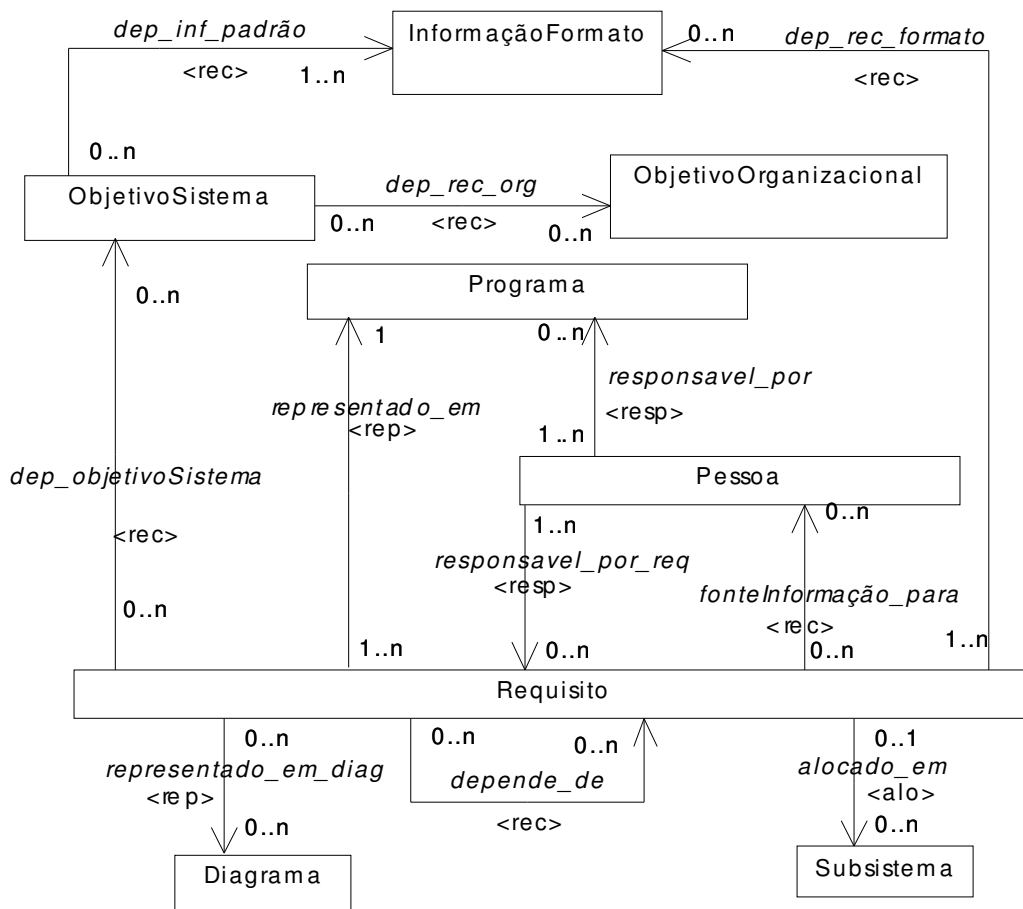 dep_inf_padrão
<rec>
1..n
InformaçãoFormato
0..n
dep_rec_formato
<rec>
0..n
ObjetivoSistema
dep_rec_org
0..n
<rec>
0..n
ObjetivoOrganizacional
0..n
Programa
1
0..n
responsavel_por
<resp>
representado_em
<rep>
1..n
dep_objetivoSistema
<rec>
Pessoa
1..n
0..n
responsavel_por_req
<resp>
fonteInformação_para
<rec>
0..n
1..n
0..n
0..n
1..n
Requisito
0..n
0..n
0..n
0..1
representado_em_diag
<rep>
depende_de
<rec>
alocado_em
<alo>
0..n
0..n
Diagrama
Subsistema